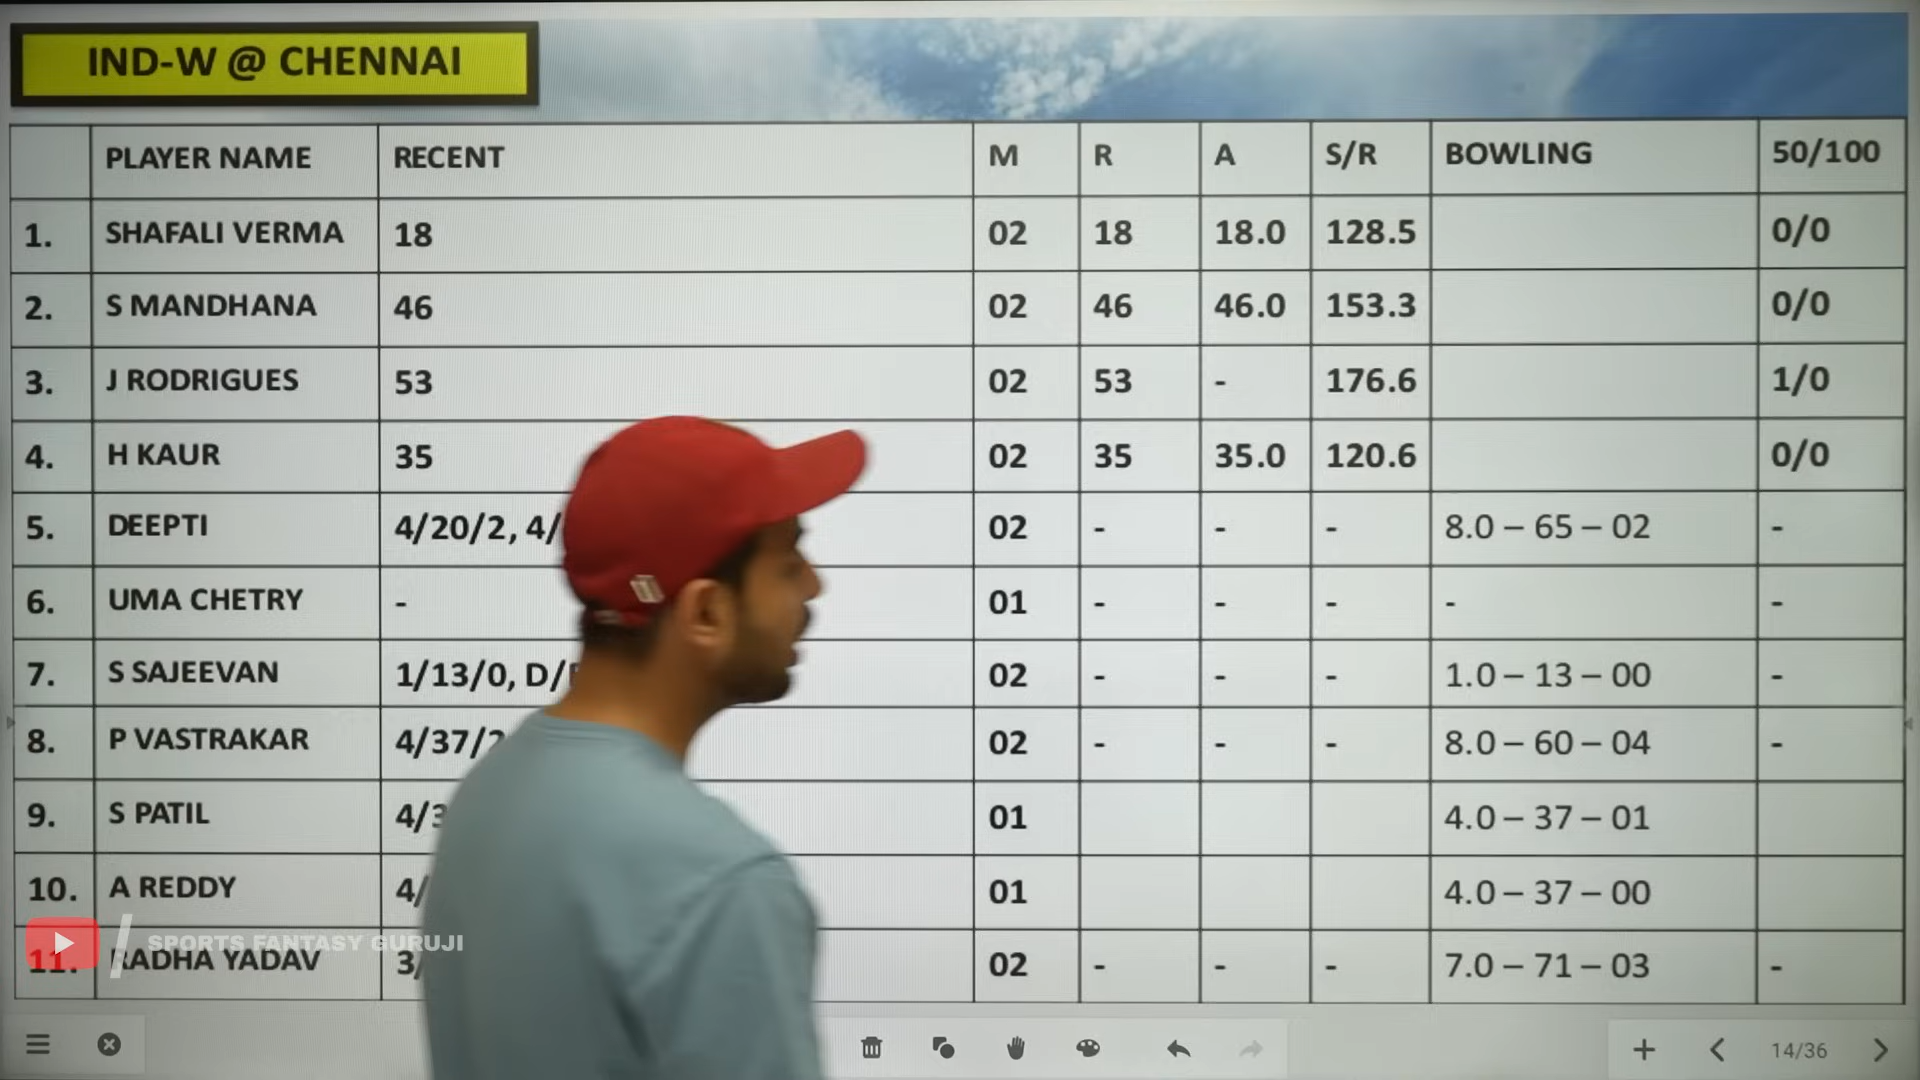 IND-W @ CHENNAI
PLAYER NAME RECENT M R A S/R BOWLING 50/100
1. SHAFALI VERMA 18 02 18 18.0 128.5 0/0
2. S MANDHANA 46 02 46 46.0 153.3 0/0
3. J RODRIGUES 53 02 53 - 176.6 1/0
4. H KAUR 35 02 35 35.0 120.6 0/0
5. DEEPTI 4/20/2, 4/ 02 - - - 8.0 – 65 – 02 -
6. UMA CHETRY - 01 - - - - -
7. S SAJEEVAN 1/13/0, D/ 02 - - - 1.0 – 13 – 00 -
8. P VASTRAKAR 4/37/2 02 - - - 8.0 – 60 – 04 -
9. S PATIL 4/3 01 4.0 – 37 – 01
10. A REDDY 4/ 01 4.0 – 37 – 00
SPORTS FANTASY GURUJI
11. RADHA YADAV 3/ 02 - - - 7.0 – 71 – 03 -
14/36